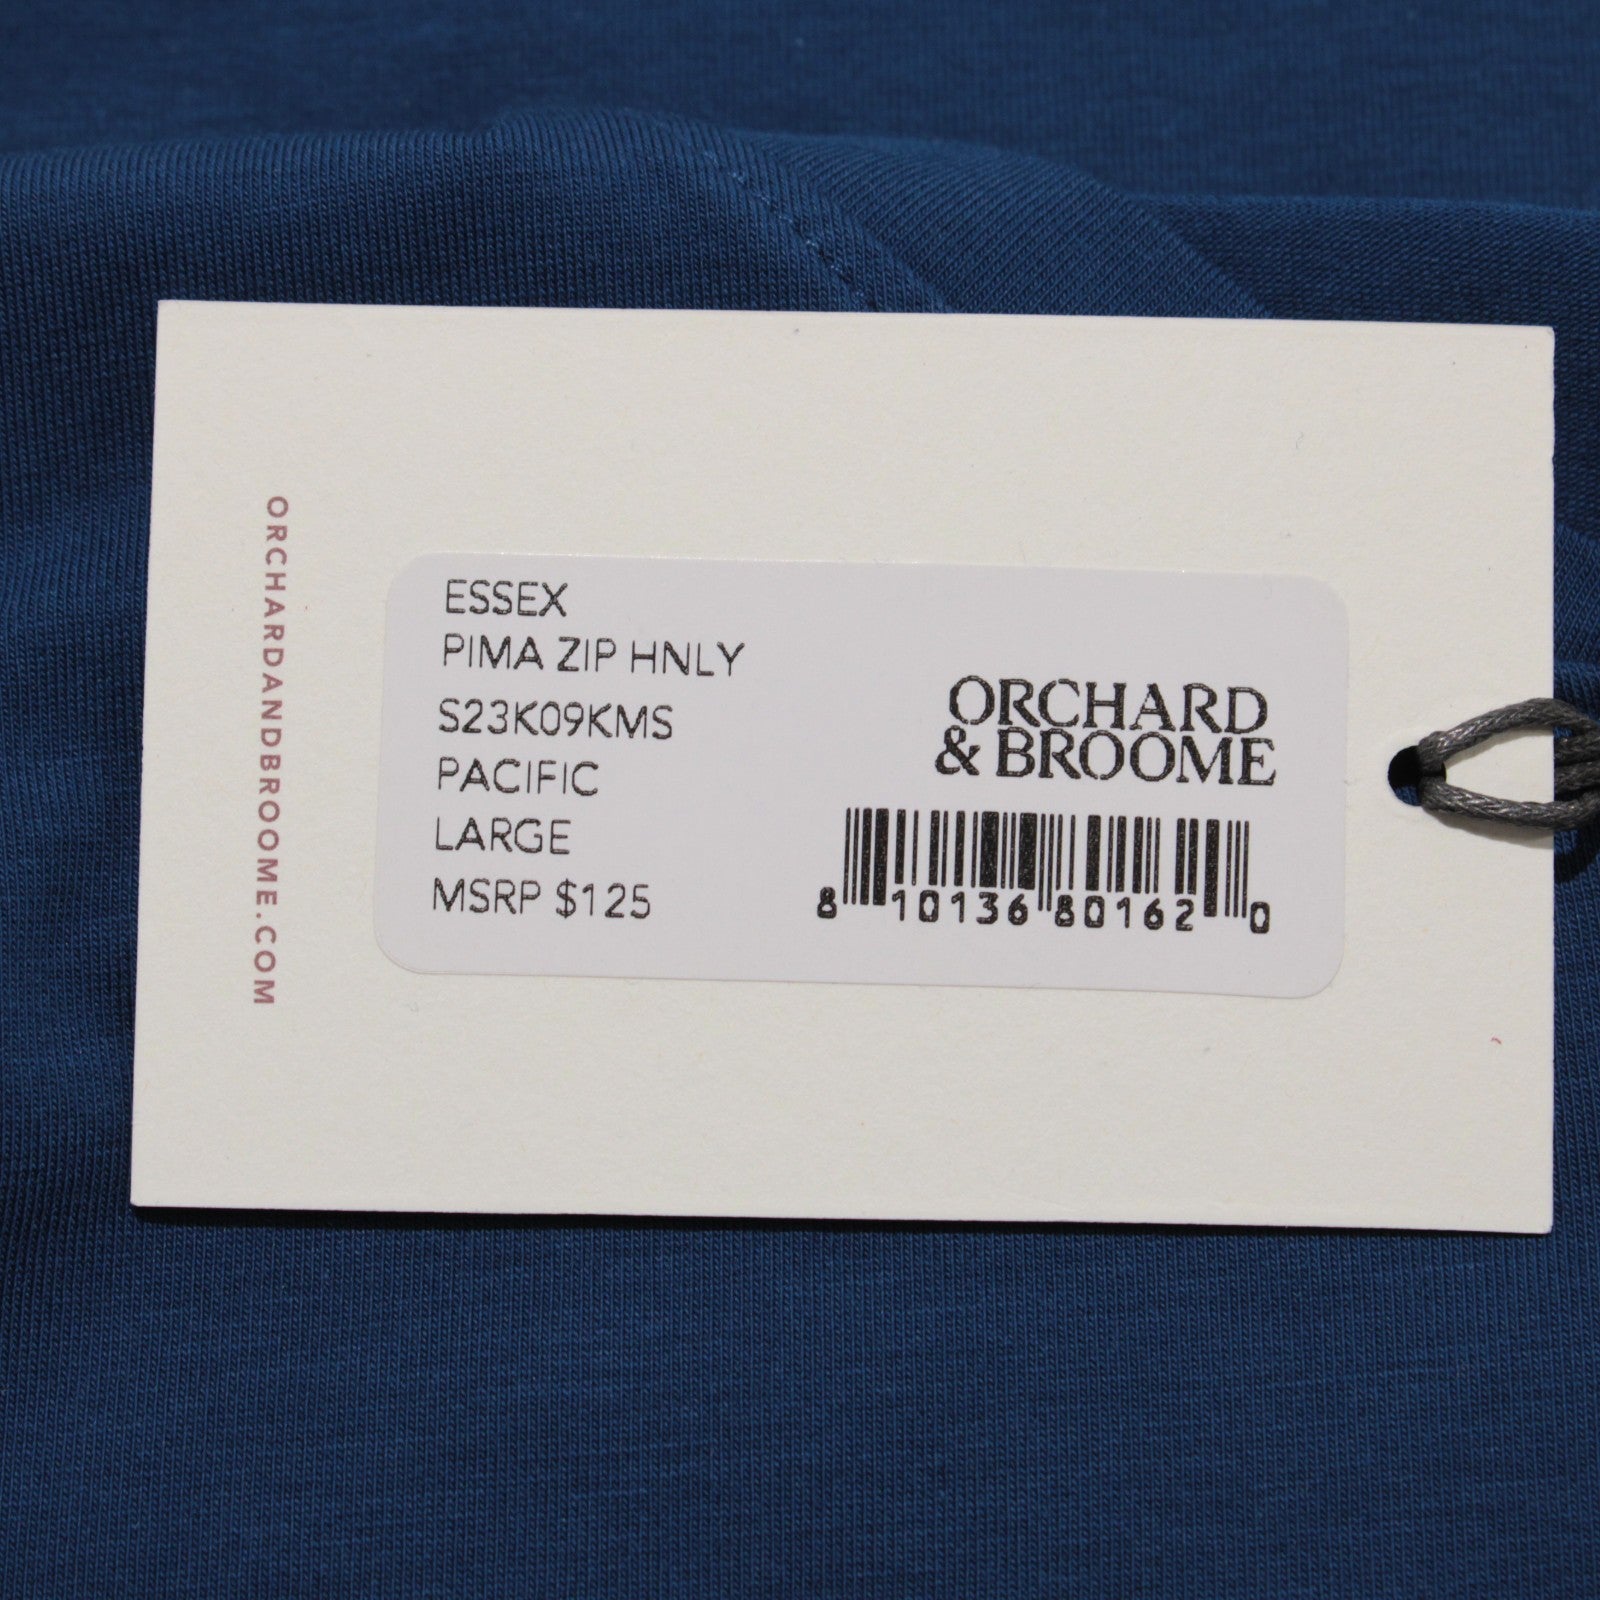 ORCHARDANDBROOME.COM
ESSEX
PIMA ZIP HNLY
S23K09KMS
PACIFIC
LARGE
MSRP $125
ORCHARD
& BROOME
8 10136 80162 0